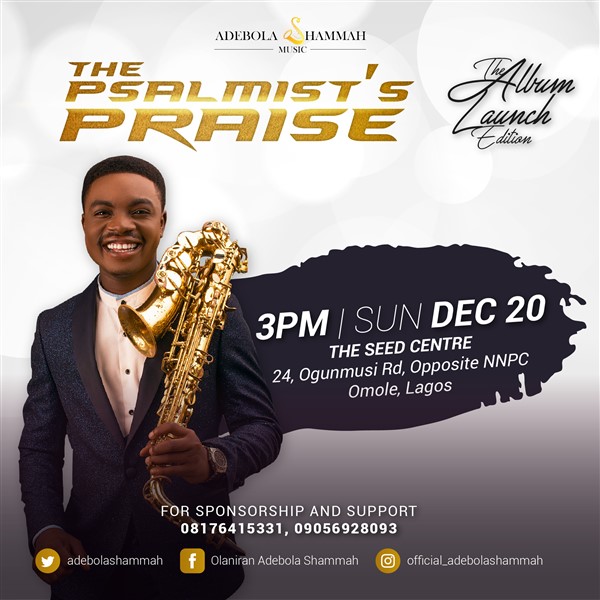 ADEBOLA SHAMMAH
MUSIC
THE
PSALMIST'S
PRAISE
The
Album
Launch
Edition
3PM | SUN DEC 20
THE SEED CENTRE
24, Ogunmusi Rd, Opposite NNPC
Omole, Lagos
FOR SPONSORSHIP AND SUPPORT
08176415331, 09056928093
adebolashammah
Olaniran Adebola Shammah
official_adebolashammah